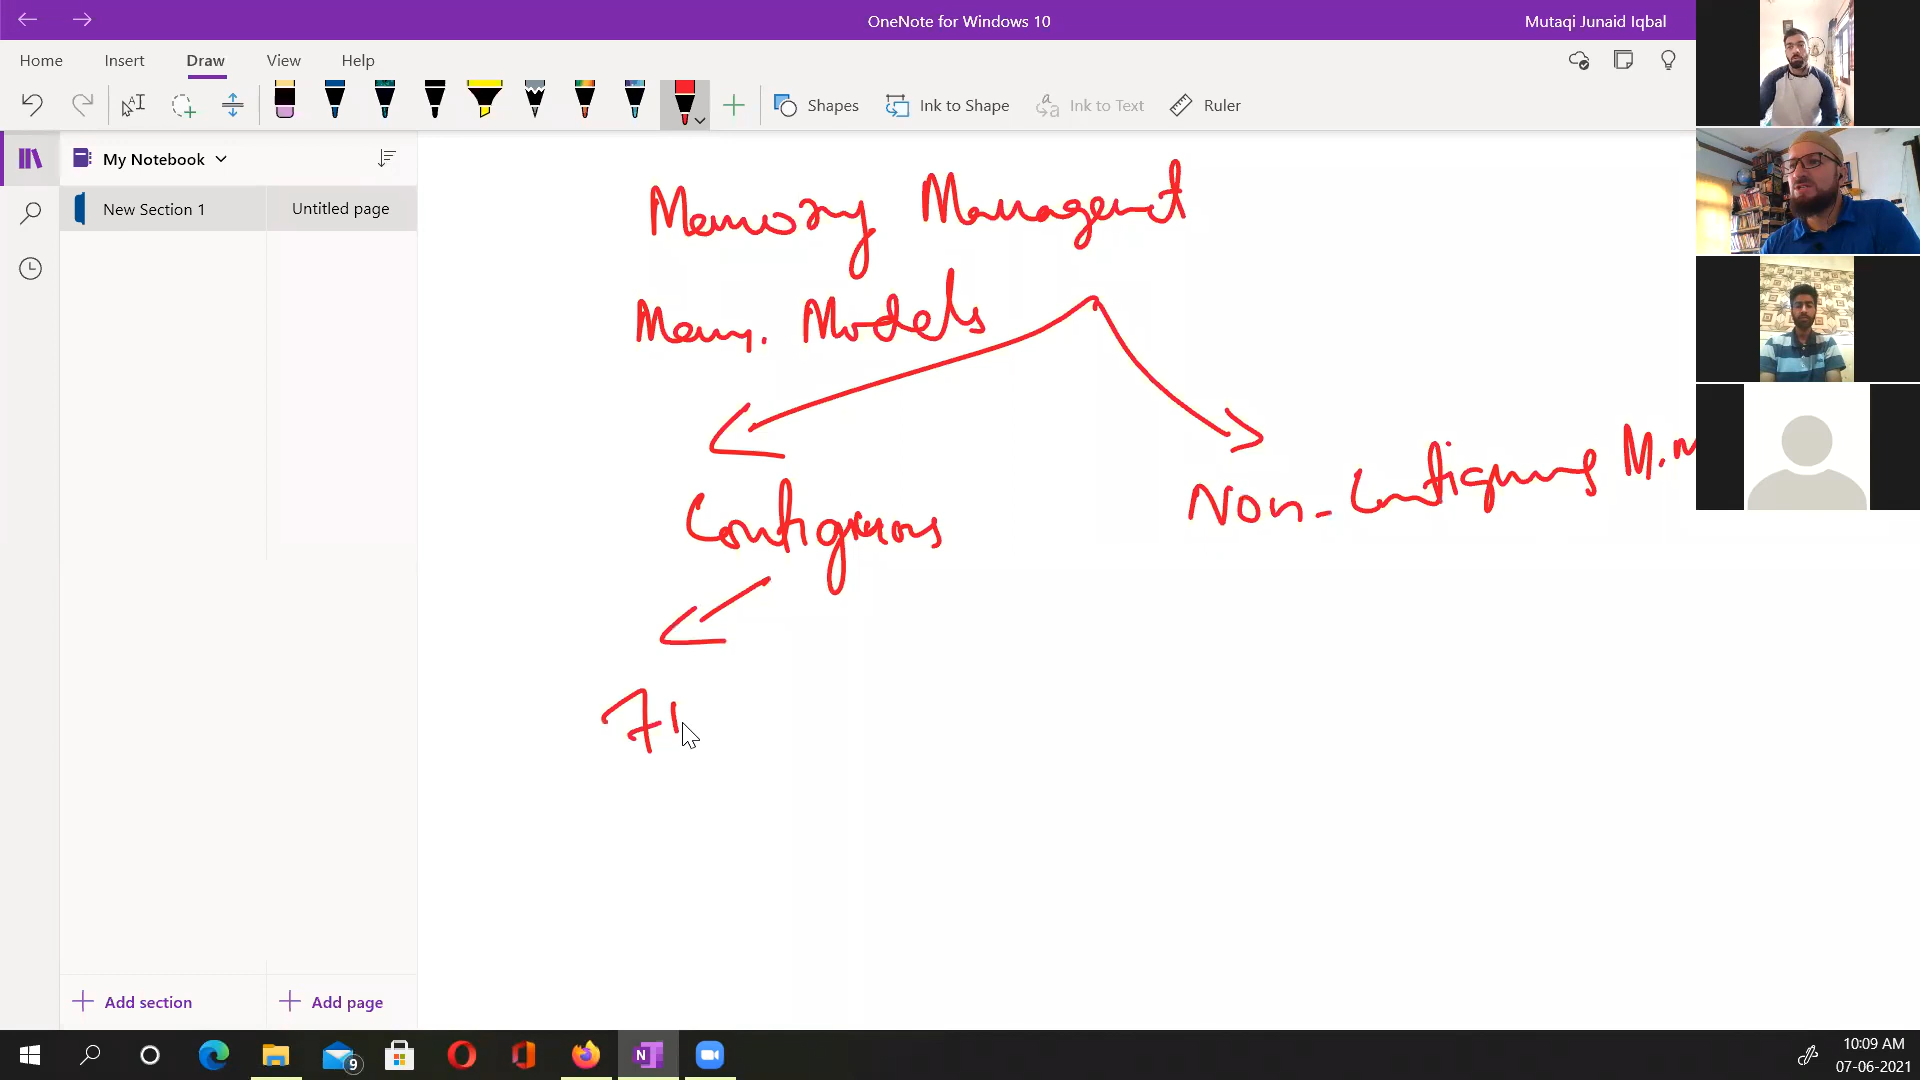 OneNote for Windows 10
Mutaqi Junaid Iqbal
Home Insert Draw View Help
Shapes Ink to Shape Ink to Text Ruler
My Notebook
New Section 1 Untitled page
Memory Management
Mem. Models
Contiguous
Non-Contiguous M.M
Fi
Add section Add page
9
N
10:09 AM
07-06-2021